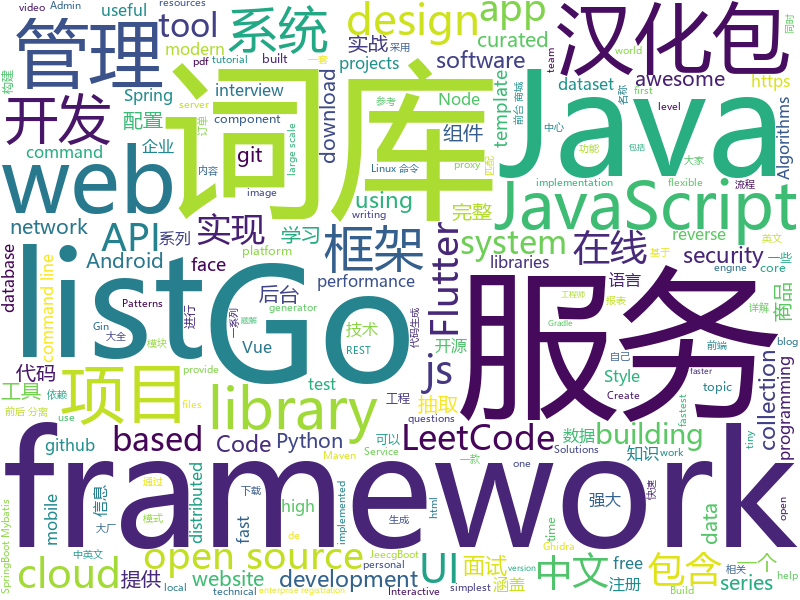 词库
服务
framework
Java
Go
list
汉化包
管理
系统
tool
design
app
web
开发
JavaScript
项目
library
框架
Flutter
API
实现
在线
system
js
UI
LeetCode
building
based
cloud
open source
中文
包含
development
security
面试
series
website
提供
Code
Python
Android
network
学习
后台
配置
Spring
interview
企业
command
git
download
using
template
组件
完整
performance
libraries
reverse
语言
商品
software
awesome
curated
projects
实战
Node
useful
modern
built
component
dataset
https
Algorithms
programming
collection
database
command line
代码
工具
github
mobile
信息
distributed
fast
high
test
Vue
技术
开源
抽取
数据
知识
强大
data
time
free
注册
涵盖
一个
topic
Style
Create
blog
face
platform
generator
系列
进行
一系列
模块
Gin
大全
Patterns
REST
代码生成
工程
可以
Service
Maven
questions
Solutions
work
one
一款
implemented
生成
模式
大厂
通过
下载
files
use
依赖
前后 分离
SpringBoot Mybatis
中英文
local
technical
Interactive
personal
de
html
JeecgBoot
enterprise registration
simplest
version
相关
Build
help
Ghidra
open
tiny
fastest
快速
faster
自己
前端
Gradle
工程师
报表
详解
engine
英文
基于
core
一些
implementation
flexible
流程
大家
包括
功能
匹配
proxy
Linux 命令
内容
image
writing
订单
server
large scale
tutorial
pdf
resources
video
Admin
构建
一套
采用
参考
team
world
level
first
名称
前台 商城
中心
同时
provide
题解